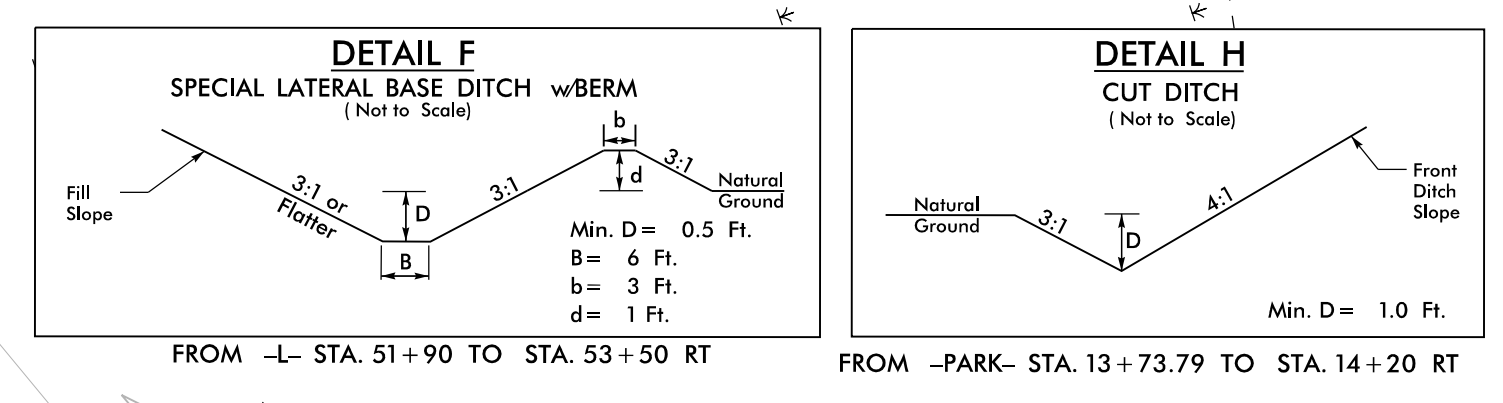 DETAIL F
SPECIAL LATERAL BASE DITCH w/BERM
(Not to Scale)
b
3:1
d
Fill
Slope
3:1 or
Flatter
D
3:1
Natural
Ground
B
Min. D= 0.5 Ft.
B= 6 Ft.
b= 3 Ft.
d= 1 Ft.
FROM -L- STA. 51+90 TO STA. 53+50 RT
DETAIL H
CUT DITCH
(Not to Scale)
Natural
Ground
3:1
D
4:1
Front
Ditch
Slope
Min. D= 1.0 Ft.
FROM -PARK- STA. 13+73.79 TO STA. 14+20 RT